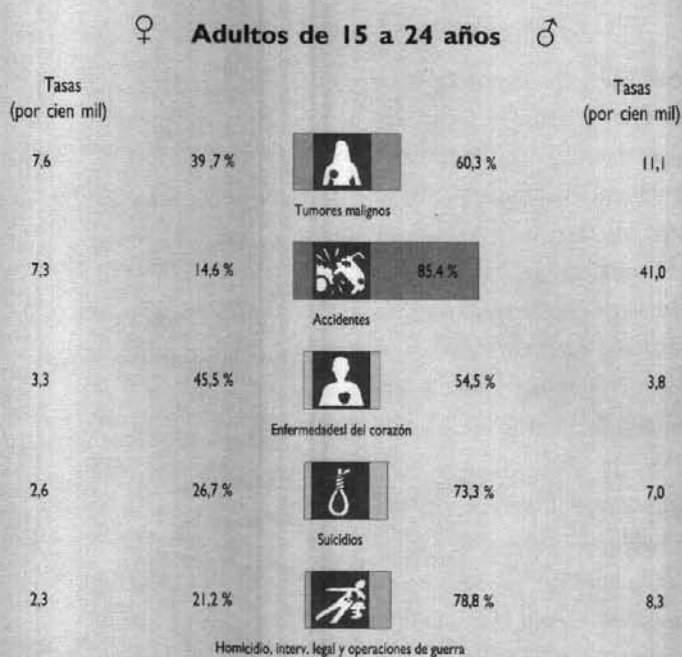 ♀ Adultos de 15 a 24 años ♂
Tasas
(por cien mil)
Tasas
(por cien mil)
7,6 39,7 % 60,3 % 11,1
Tumores malignos
7,3 14,6 % 85.4 % 41,0
Accidentes
3,3 45,5 % 54,5 % 3,8
Enfermedadesl del corazón
2,6 26,7 % 73,3 % 7,0
Suicidios
2,3 21,2 % 78,8 % 8,3
Homicidio, interv. legal y operaciones de guerra